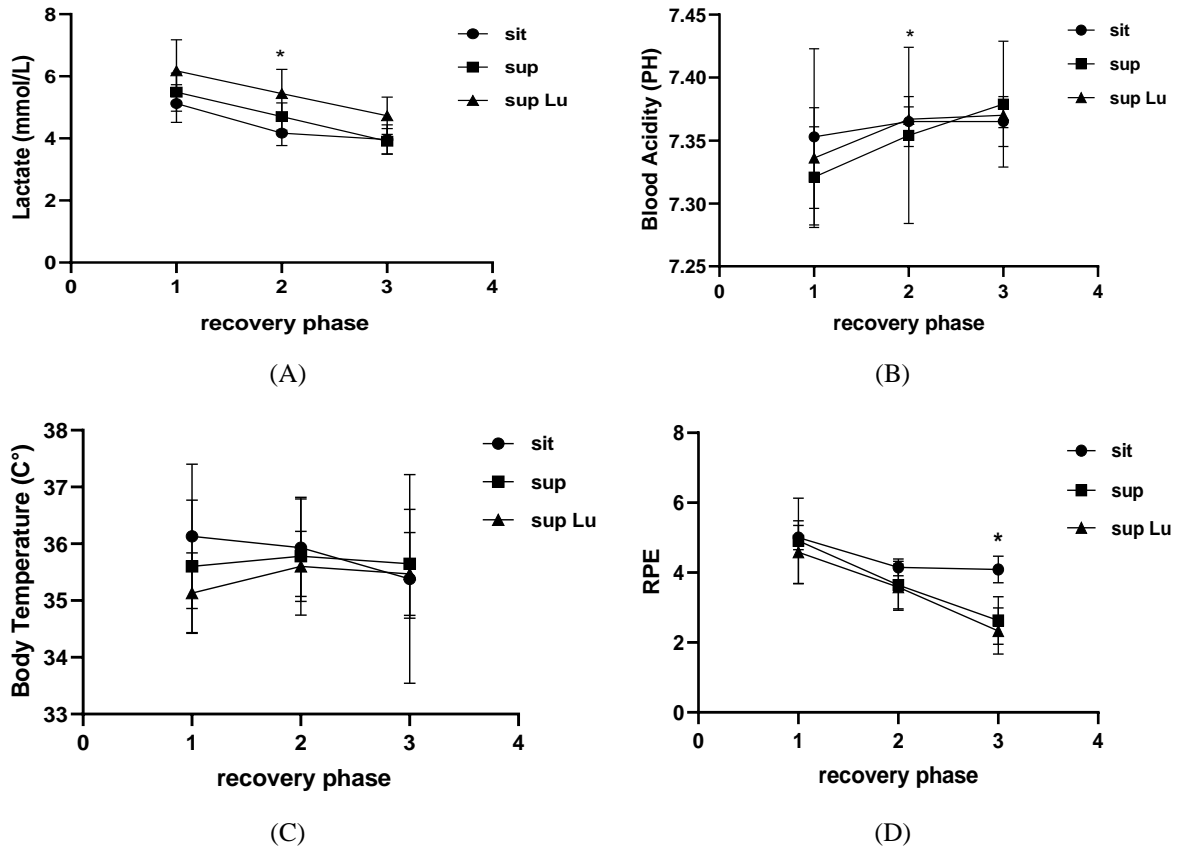 8
6
4
2
0
Lactate (mmol/L)
*
sit
sup
sup Lu
0 1 2 3 4
recovery phase
(A)
7.45
7.40
7.35
7.30
7.25
Blood Acidity (PH)
*
sit
sup
sup Lu
0 1 2 3 4
recovery phase
(B)
38
37
36
35
34
33
Body Temperature (C°)
sit
sup
sup Lu
0 1 2 3 4
recovery phase
(C)
8
6
4
2
0
RPE
*
sit
sup
sup Lu
0 1 2 3 4
recovery phase
(D)